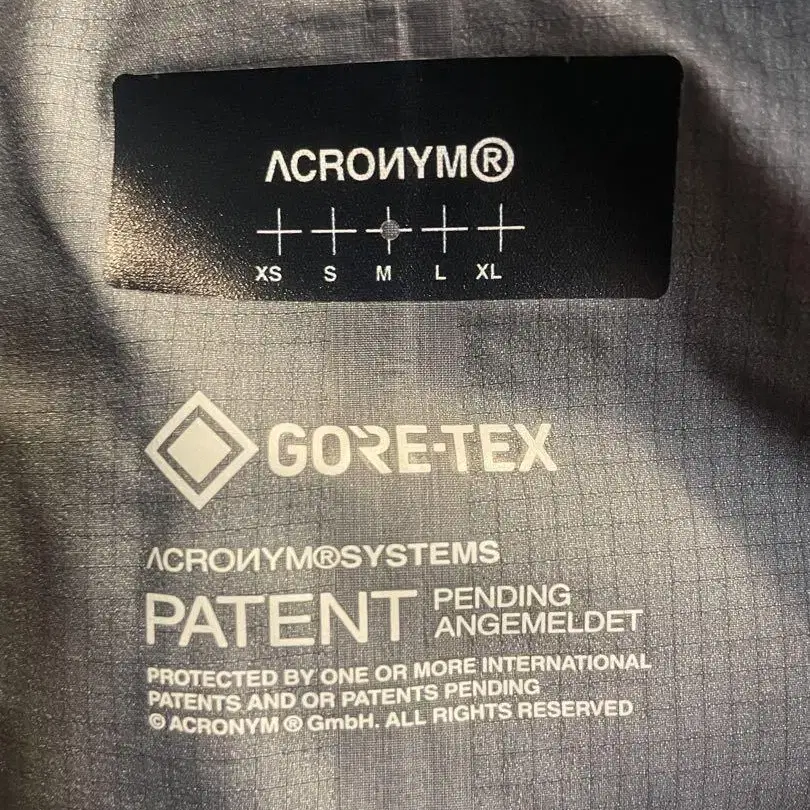 ACRONYM®
XS S M L XL
GORE-TEX
ACRONYM®SYSTEMS
PATENT PENDING
ANGEMELDET
PROTECTED BY ONE OR MORE INTERNATIONAL
PATENTS AND OR PATENTS PENDING
© ACRONYM ® GmbH. ALL RIGHTS RESERVED